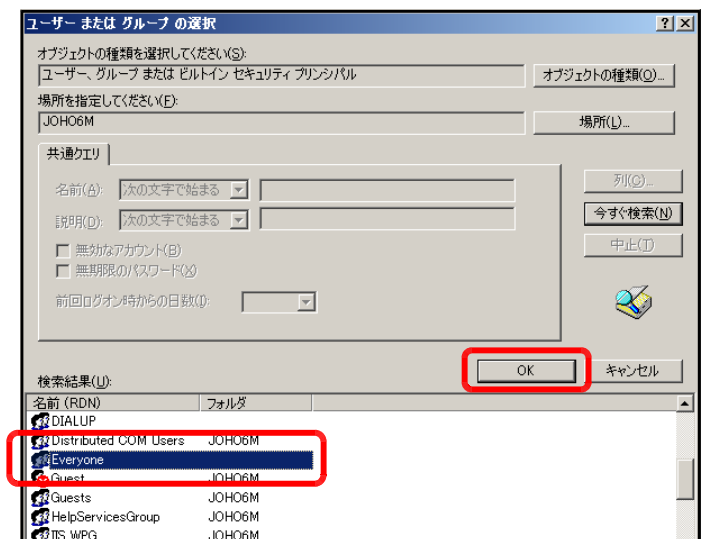 ユーザー または グループ の選択
オブジェクトの種類を選択してください(S):
ユーザー、グループ または ビルトイン セキュリティ プリンシパル
オブジェクトの種類(O)...
場所を指定してください(F):
JOHO6M
場所(L)...
共通クエリ
名前(A): 次の文字で始まる
列(C)...
説明(D): 次の文字で始まる
今すぐ検索(N)
無効なアカウント(B)
中止(T)
無期限のパスワード(X)
前回ログオン時からの日数(I):
OK
キャンセル
検索結果(U):
名前 (RDN) フォルダ
DIALUP
Distributed COM Users JOHO6M
Everyone
Guest JOHO6M
Guests JOHO6M
HelpServicesGroup JOHO6M
IIS_WPG JOHO6M